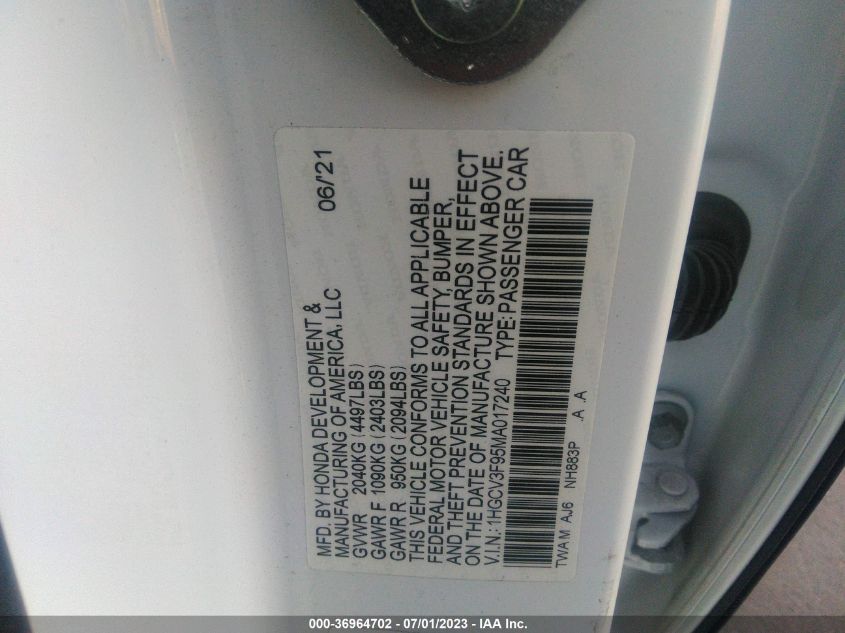 MFD. BY HONDA DEVELOPMENT & 06/'21
MANUFACTURING OF AMERICA, LLC
GVWR 2040KG (4497LBS)
GAWR F 1090KG (2403LBS)
GAWR R 950KG (2094LBS)
THIS VEHICLE CONFORMS TO ALL APPLICABLE
FEDERAL MOTOR VEHICLE SAFETY, BUMPER,
AND THEFT PREVENTION STANDARDS IN EFFECT
ON THE DATE OF MANUFACTURE SHOWN ABOVE.
V.I.N.: 1HGCV3F95MA017240 TYPE: PASSENGER CAR
TWA M AJ6 NH883P .A .A
000-36964702 - 07/01/2023 - IAA Inc.